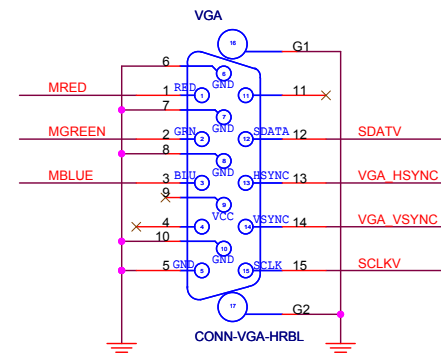 VGA
16 G1
6 6 GND
MRED 1 RED 1 11 11
7 7 GND
MGREEN 2 GRN 2 SDATA 12 12 SDATV
8 8 GND
MBLUE 3 BLU 3 HSYNC 13 13 VGA_HSYNC
9 9 VCC
4 4 VSYNC 14 14 VGA_VSYNC
10 10 GND
5 GND 5 SCLK 15 15 SCLKV
17 G2
CONN-VGA-HRBL